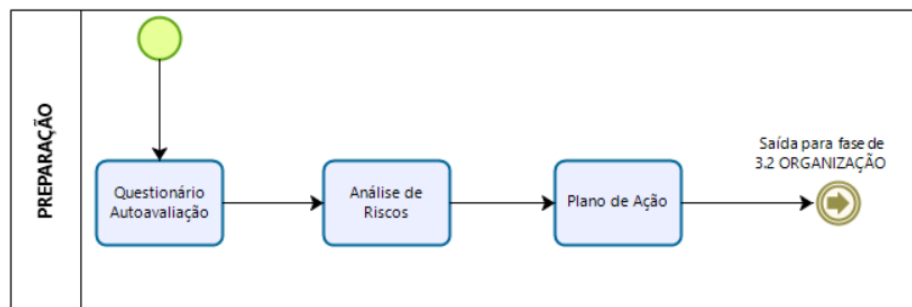 PREPARAÇÃO
Questionário
Autoavaliação
Análise de
Riscos
Plano de Ação
Saída para fase de
3.2 ORGANIZAÇÃO